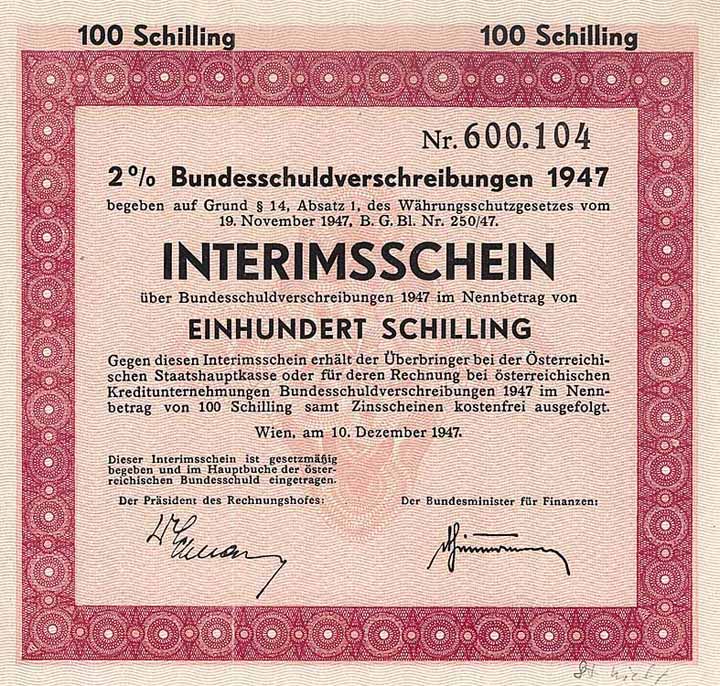 100 Schilling 100 Schilling
Nr. 600.104
2% Bundesschuldverschreibungen 1947
begeben auf Grund § 14, Absatz 1, des Währungsschutzgesetzes vom
19. November 1947, B. G. Bl. Nr. 250/47.
INTERIMSSCHEIN
über Bundesschuldverschreibungen 1947 im Nennbetrag von
EINHUNDERT SCHILLING
Gegen diesen Interimsschein erhält der Überbringer bei der Österreichi-
schen Staatshauptkasse oder für deren Rechnung bei österreichischen
Kreditunternehmungen Bundesschuldverschreibungen 1947 im Nenn-
betrag von 100 Schilling samt Zinsscheinen kostenfrei ausgefolgt.
Wien, am 10. Dezember 1947.
Dieser Interimsschein ist gesetzmäßig
begeben und im Hauptbuche der öster-
reichischen Bundesschuld eingetragen.
Der Präsident des Rechnungshofes: Der Bundesminister für Finanzen: